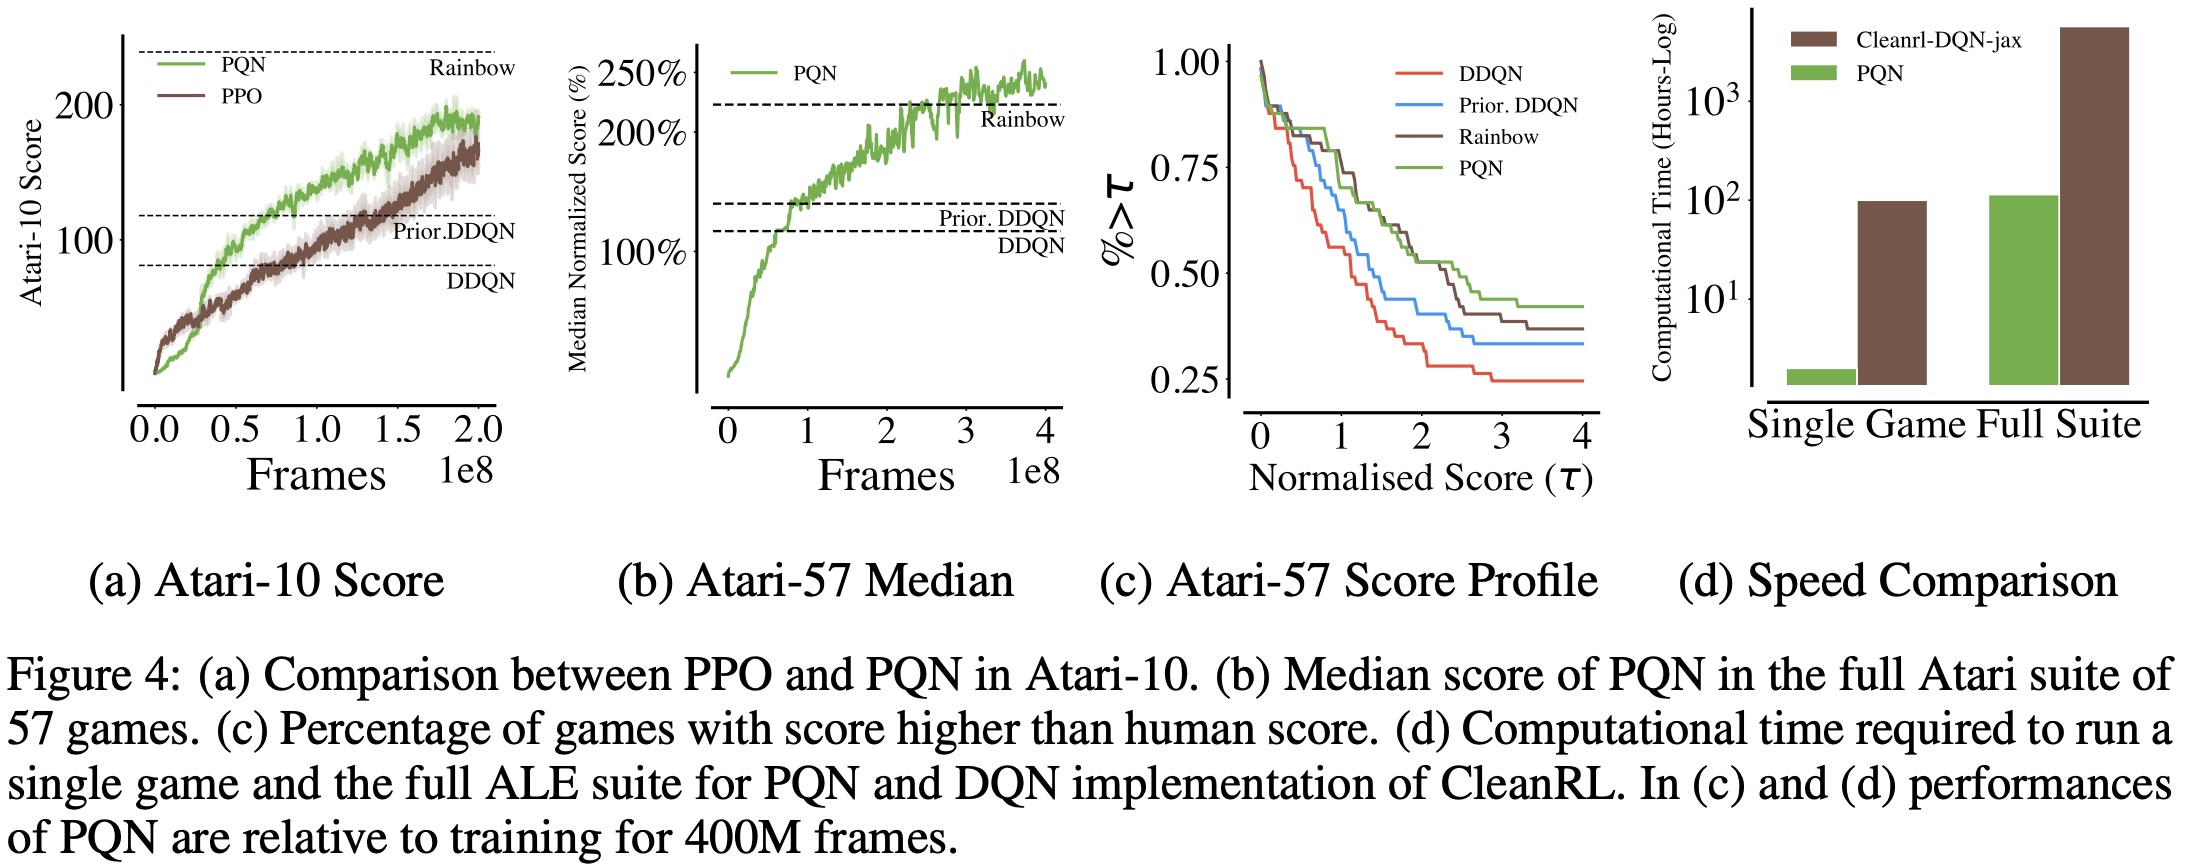 Atari-10 Score
200
100
PQN
PPO
Rainbow
Prior.DDQN
DDQN
0.0 0.5 1.0 1.5 2.0
Frames 1e8
Median Normalized Score (%)
250%
200%
100%
PQN
Rainbow
Prior. DDQN
DDQN
0 1 2 3 4
Frames 1e8
%>τ
1.00
0.75
0.50
0.25
DDQN
Prior. DDQN
Rainbow
PQN
0 1 2 3 4
Normalised Score (τ)
Computational Time (Hours-Log)
10³
10²
10¹
Cleanrl-DQN-jax
PQN
Single Game Full Suite
(a) Atari-10 Score
(b) Atari-57 Median
(c) Atari-57 Score Profile
(d) Speed Comparison
Figure 4: (a) Comparison between PPO and PQN in Atari-10. (b) Median score of PQN in the full Atari suite of
57 games. (c) Percentage of games with score higher than human score. (d) Computational time required to run a
single game and the full ALE suite for PQN and DQN implementation of CleanRL. In (c) and (d) performances
of PQN are relative to training for 400M frames.